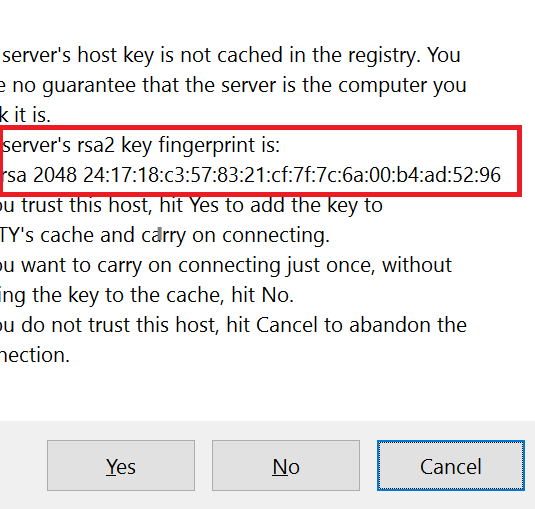 server's host key is not cached in the registry. You
e no guarantee that the server is the computer you
k it is.
server's rsa2 key fingerprint is:
rsa 2048 24:17:18:c3:57:83:21:cf:7f:7c:6a:00:b4:ad:52:96
ou trust this host, hit Yes to add the key to
TY's cache and carry on connecting.
ou want to carry on connecting just once, without
ing the key to the cache, hit No.
ou do not trust this host, hit Cancel to abandon the
nection.
Yes
No
Cancel